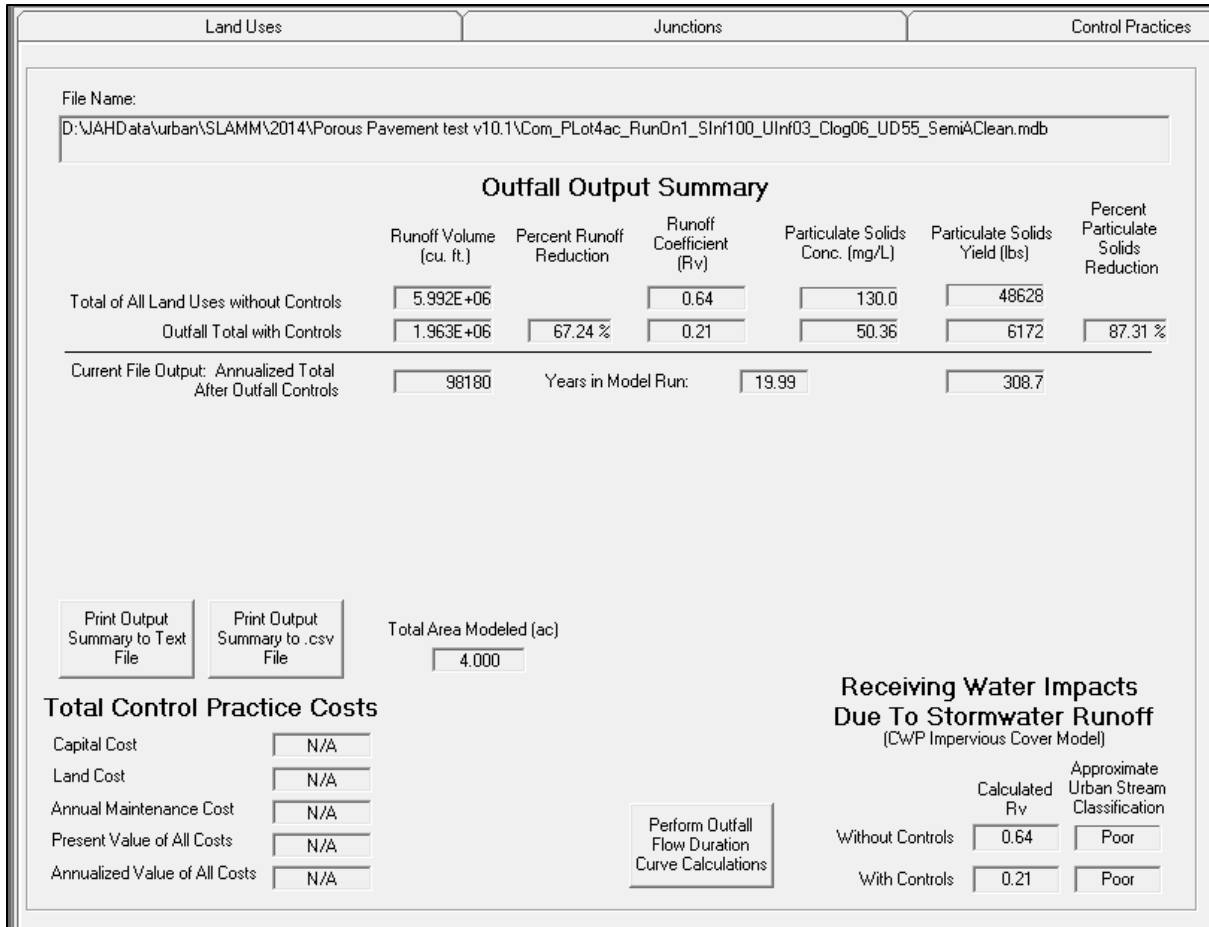 Land Uses
Junctions
Control Practices
File Name:
D:\JAHData\urban\SLAMM\2014\Porous Pavement test v10.1\Com_PLot4ac_RunOn1_SInf100_UInf03_Clog06_UD55_SemiAClean.mdb
Outfall Output Summary
Runoff Volume
(cu. ft.)
Percent Runoff
Reduction
Runoff
Coefficient
(Rv)
Particulate Solids
Conc. (mg/L)
Particulate Solids
Yield (lbs)
Percent
Particulate
Solids
Reduction
Total of All Land Uses without Controls 5.992E+06 0.64 130.0 48628
Outfall Total with Controls 1.963E+06 67.24 % 0.21 50.36 6172 87.31 %
Current File Output: Annualized Total
After Outfall Controls
98180 Years in Model Run: 19.99 308.7
Print Output
Summary to Text
File
Print Output
Summary to .csv
File
Total Area Modeled (ac)
4.000
Total Control Practice Costs
Capital Cost N/A
Land Cost N/A
Annual Maintenance Cost N/A
Present Value of All Costs N/A
Annualized Value of All Costs N/A
Perform Outfall
Flow Duration
Curve Calculations
Receiving Water Impacts
Due To Stormwater Runoff
(CWP Impervious Cover Model)
Calculated
Rv
Approximate
Urban Stream
Classification
Without Controls 0.64 Poor
With Controls 0.21 Poor